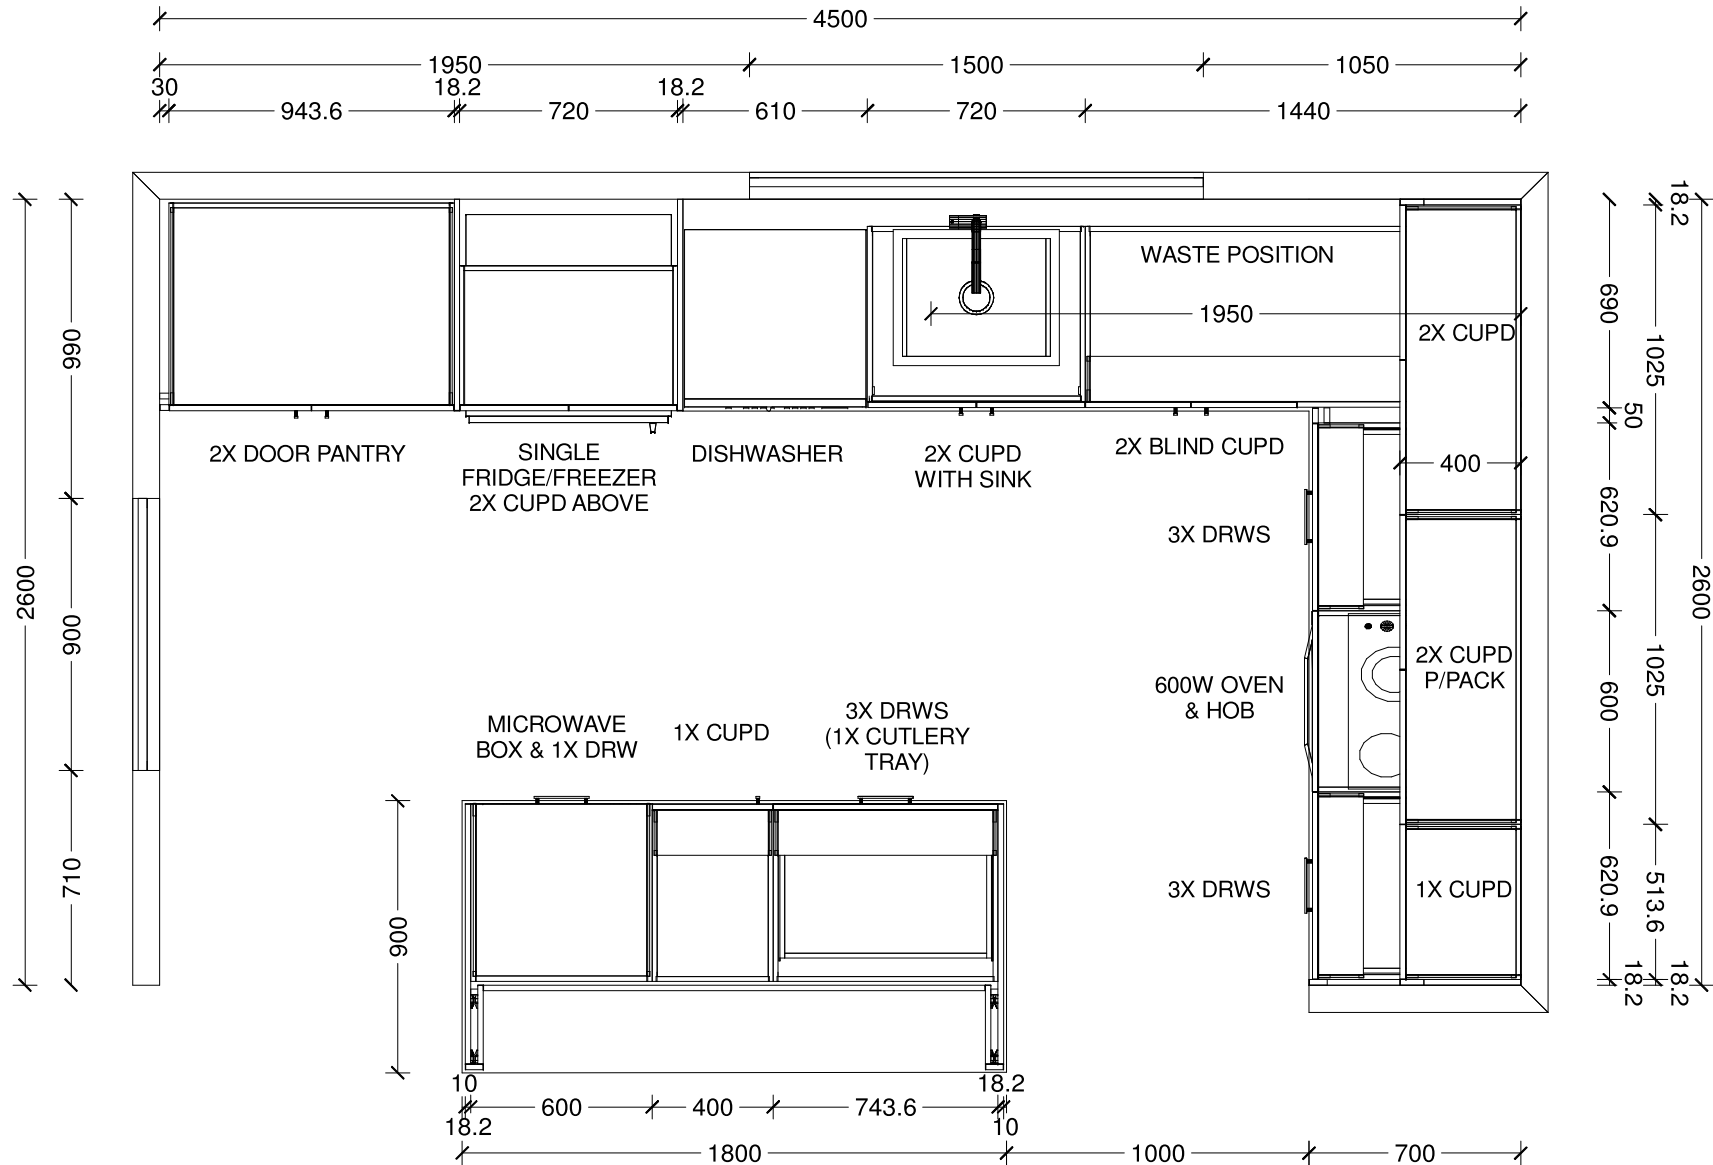 4500
1950
1500
1050
30
18.2
18.2
943.6
720
610
720
1440
18.2
WASTE POSITION
1950
2X CUPD
690
1025
990
50
2X DOOR PANTRY
SINGLE
FRIDGE/FREEZER
2X CUPD ABOVE
DISHWASHER
2X CUPD
WITH SINK
2X BLIND CUPD
400
3X DRWS
620.9
2600
900
2600
600W OVEN
& HOB
2X CUPD
P/PACK
600
1025
MICROWAVE
BOX & 1X DRW
1X CUPD
3X DRWS
(1X CUTLERY
TRAY)
710
900
3X DRWS
1X CUPD
620.9
513.6
18.2
18.2
10
18.2
600
400
743.6
18.2
10
1800
1000
700